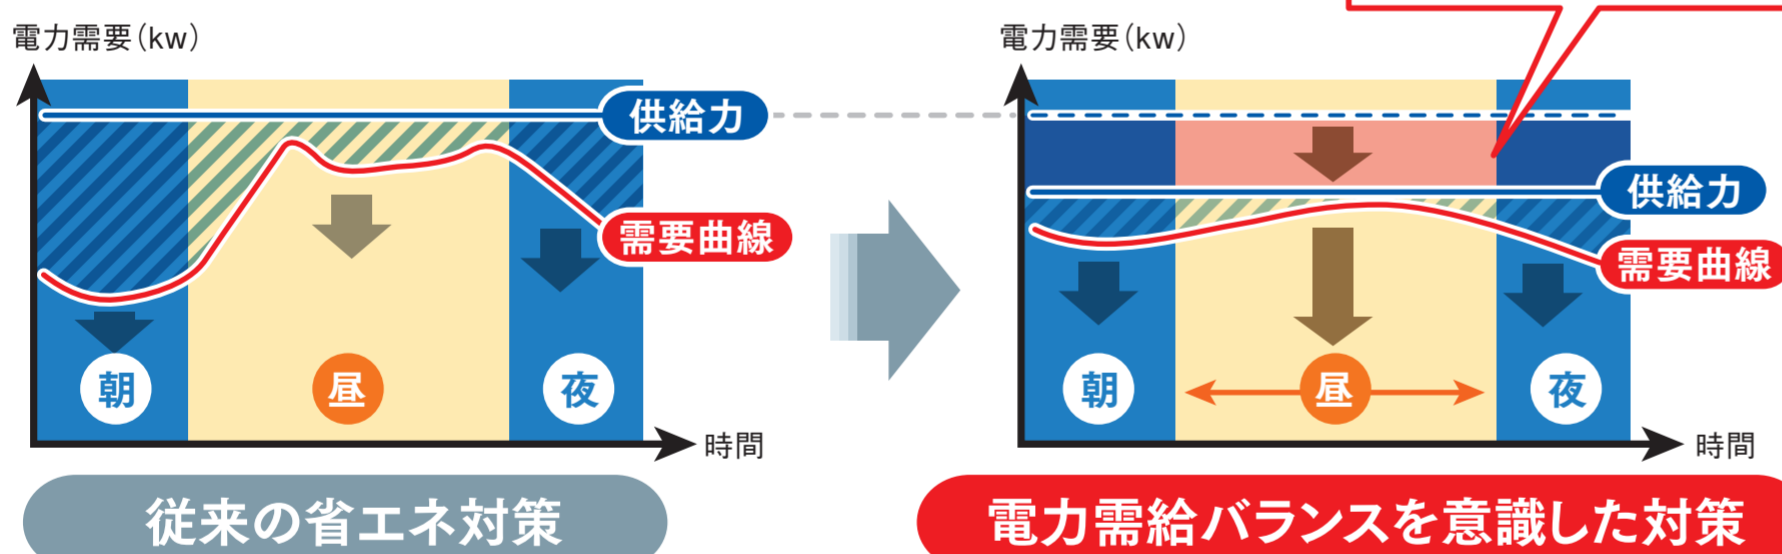 電力需要(kw)
供給力
需要曲線
朝
昼
夜
時間
従来の省エネ対策
電力需要(kw)
供給力
需要曲線
朝
昼
夜
時間
電力需給バランスを意識した対策